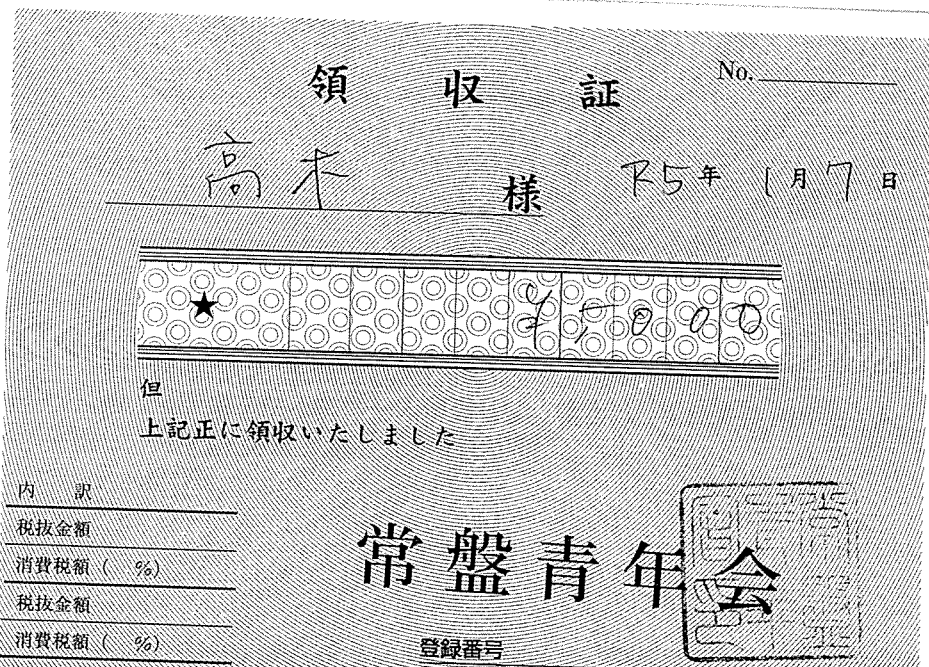 領収証
No.
高木 様
R5年 1月7日
★ ¥5000
但
上記正に領収いたしました
内訳
税抜金額
消費税額( %)
税抜金額
消費税額( %)
常盤青年会
登録番号